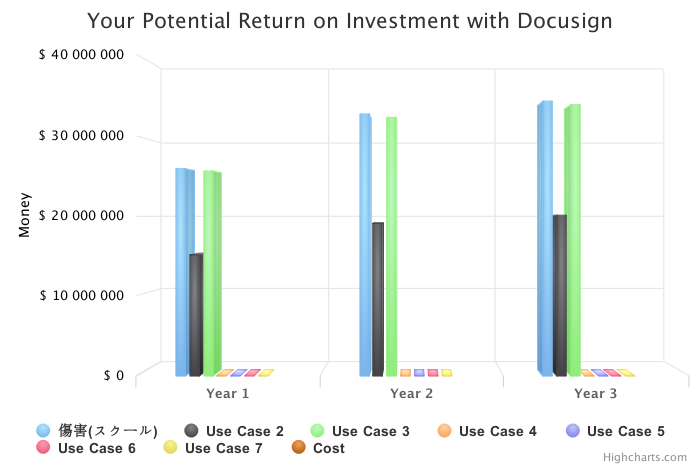 Your Potential Return on Investment with Docusign
$ 40 000 000
$ 30 000 000
$ 20 000 000
$ 10 000 000
$ 0
Money
Year 1 Year 2 Year 3
傷害(スクール) Use Case 2 Use Case 3 Use Case 4 Use Case 5
Use Case 6 Use Case 7 Cost
Highcharts.com